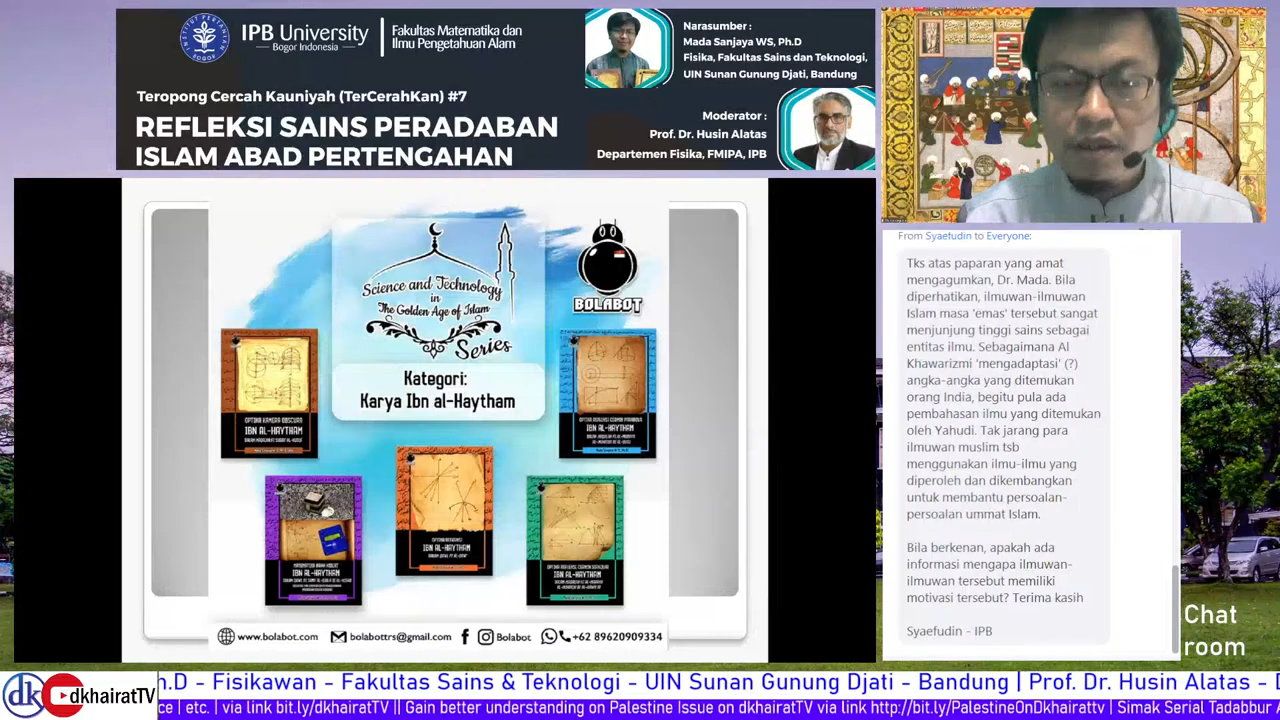 IPB University
Bogor Indonesia
Fakultas Matematika dan
Ilmu Pengetahuan Alam
Teropong Cercah Kauniyah (TerCerahKan) #7
REFLEKSI SAINS PERADABAN
ISLAM ABAD PERTENGAHAN
Narasumber :
Mada Sanjaya WS, Ph.D
Fisika, Fakultas Sains dan Teknologi,
UIN Sunan Gunung Djati, Bandung
Moderator :
Prof. Dr. Husin Alatas
Departemen Fisika, FMIPA, IPB
Science and Technology
in
The Golden Age of Islam
Series
BOLABOT
Kategori:
Karya Ibn al-Haytham
OPTIKA KAMERA OBSCURA
IBN AL-HAYTHAM
IBN AL-HAYTHAM
IBN AL-HAYTHAM
IBN AL-HAYTHAM
IBN AL-HAYTHAM
www.bolabot.com
bolabottrs@gmail.com
Bolabot
+62 89620909334
From Syaefudin to Everyone:
Tks atas paparan yang amat
mengagumkan, Dr. Mada. Bila
diperhatikan, ilmuwan-ilmuwan
Islam masa 'emas' tersebut sangat
menjunjung tinggi sains sebagai
entitas ilmu. Sebagaimana Al
Khawarizmi 'mengadaptasi' (?)
angka-angka yang ditemukan
orang India, begitu pula ada
pembahasan ilmu yang ditemukan
oleh Yahudi. Tak jarang para
ilmuwan muslim tsb
menggunakan ilmu-ilmu yang
diperoleh dan dikembangkan
untuk membantu persoalan-
persoalan ummat Islam.
Bila berkenan, apakah ada
informasi mengapa ilmuwan-
ilmuwan tersebut memiliki
motivasi tersebut? Terima kasih
Syaefudin - IPB
Chat
room
dk dkhairatTV
h.D - Fisikawan - Fakultas Sains & Teknologi - UIN Sunan Gunung Djati - Bandung | Prof. Dr. Husin Alatas - D
ce | etc. | via link bit.ly/dkhairatTV || Gain better understanding on Palestine Issue on dkhairatTV via link http://bit.ly/PalestineOnDkhairattv | Simak Serial Tadabbur A